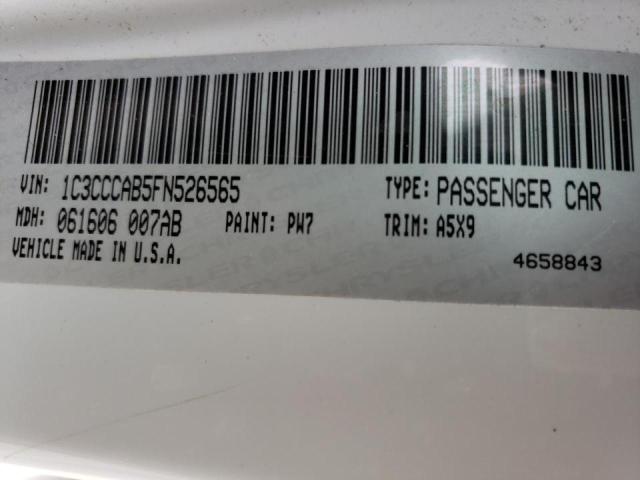 VIN: 1C3CCCAB5FN526565 TYPE: PASSENGER CAR
MDH: 061606 007AB PAINT: PW7 TRIM: A5X9
VEHICLE MADE IN U.S.A. 4658843